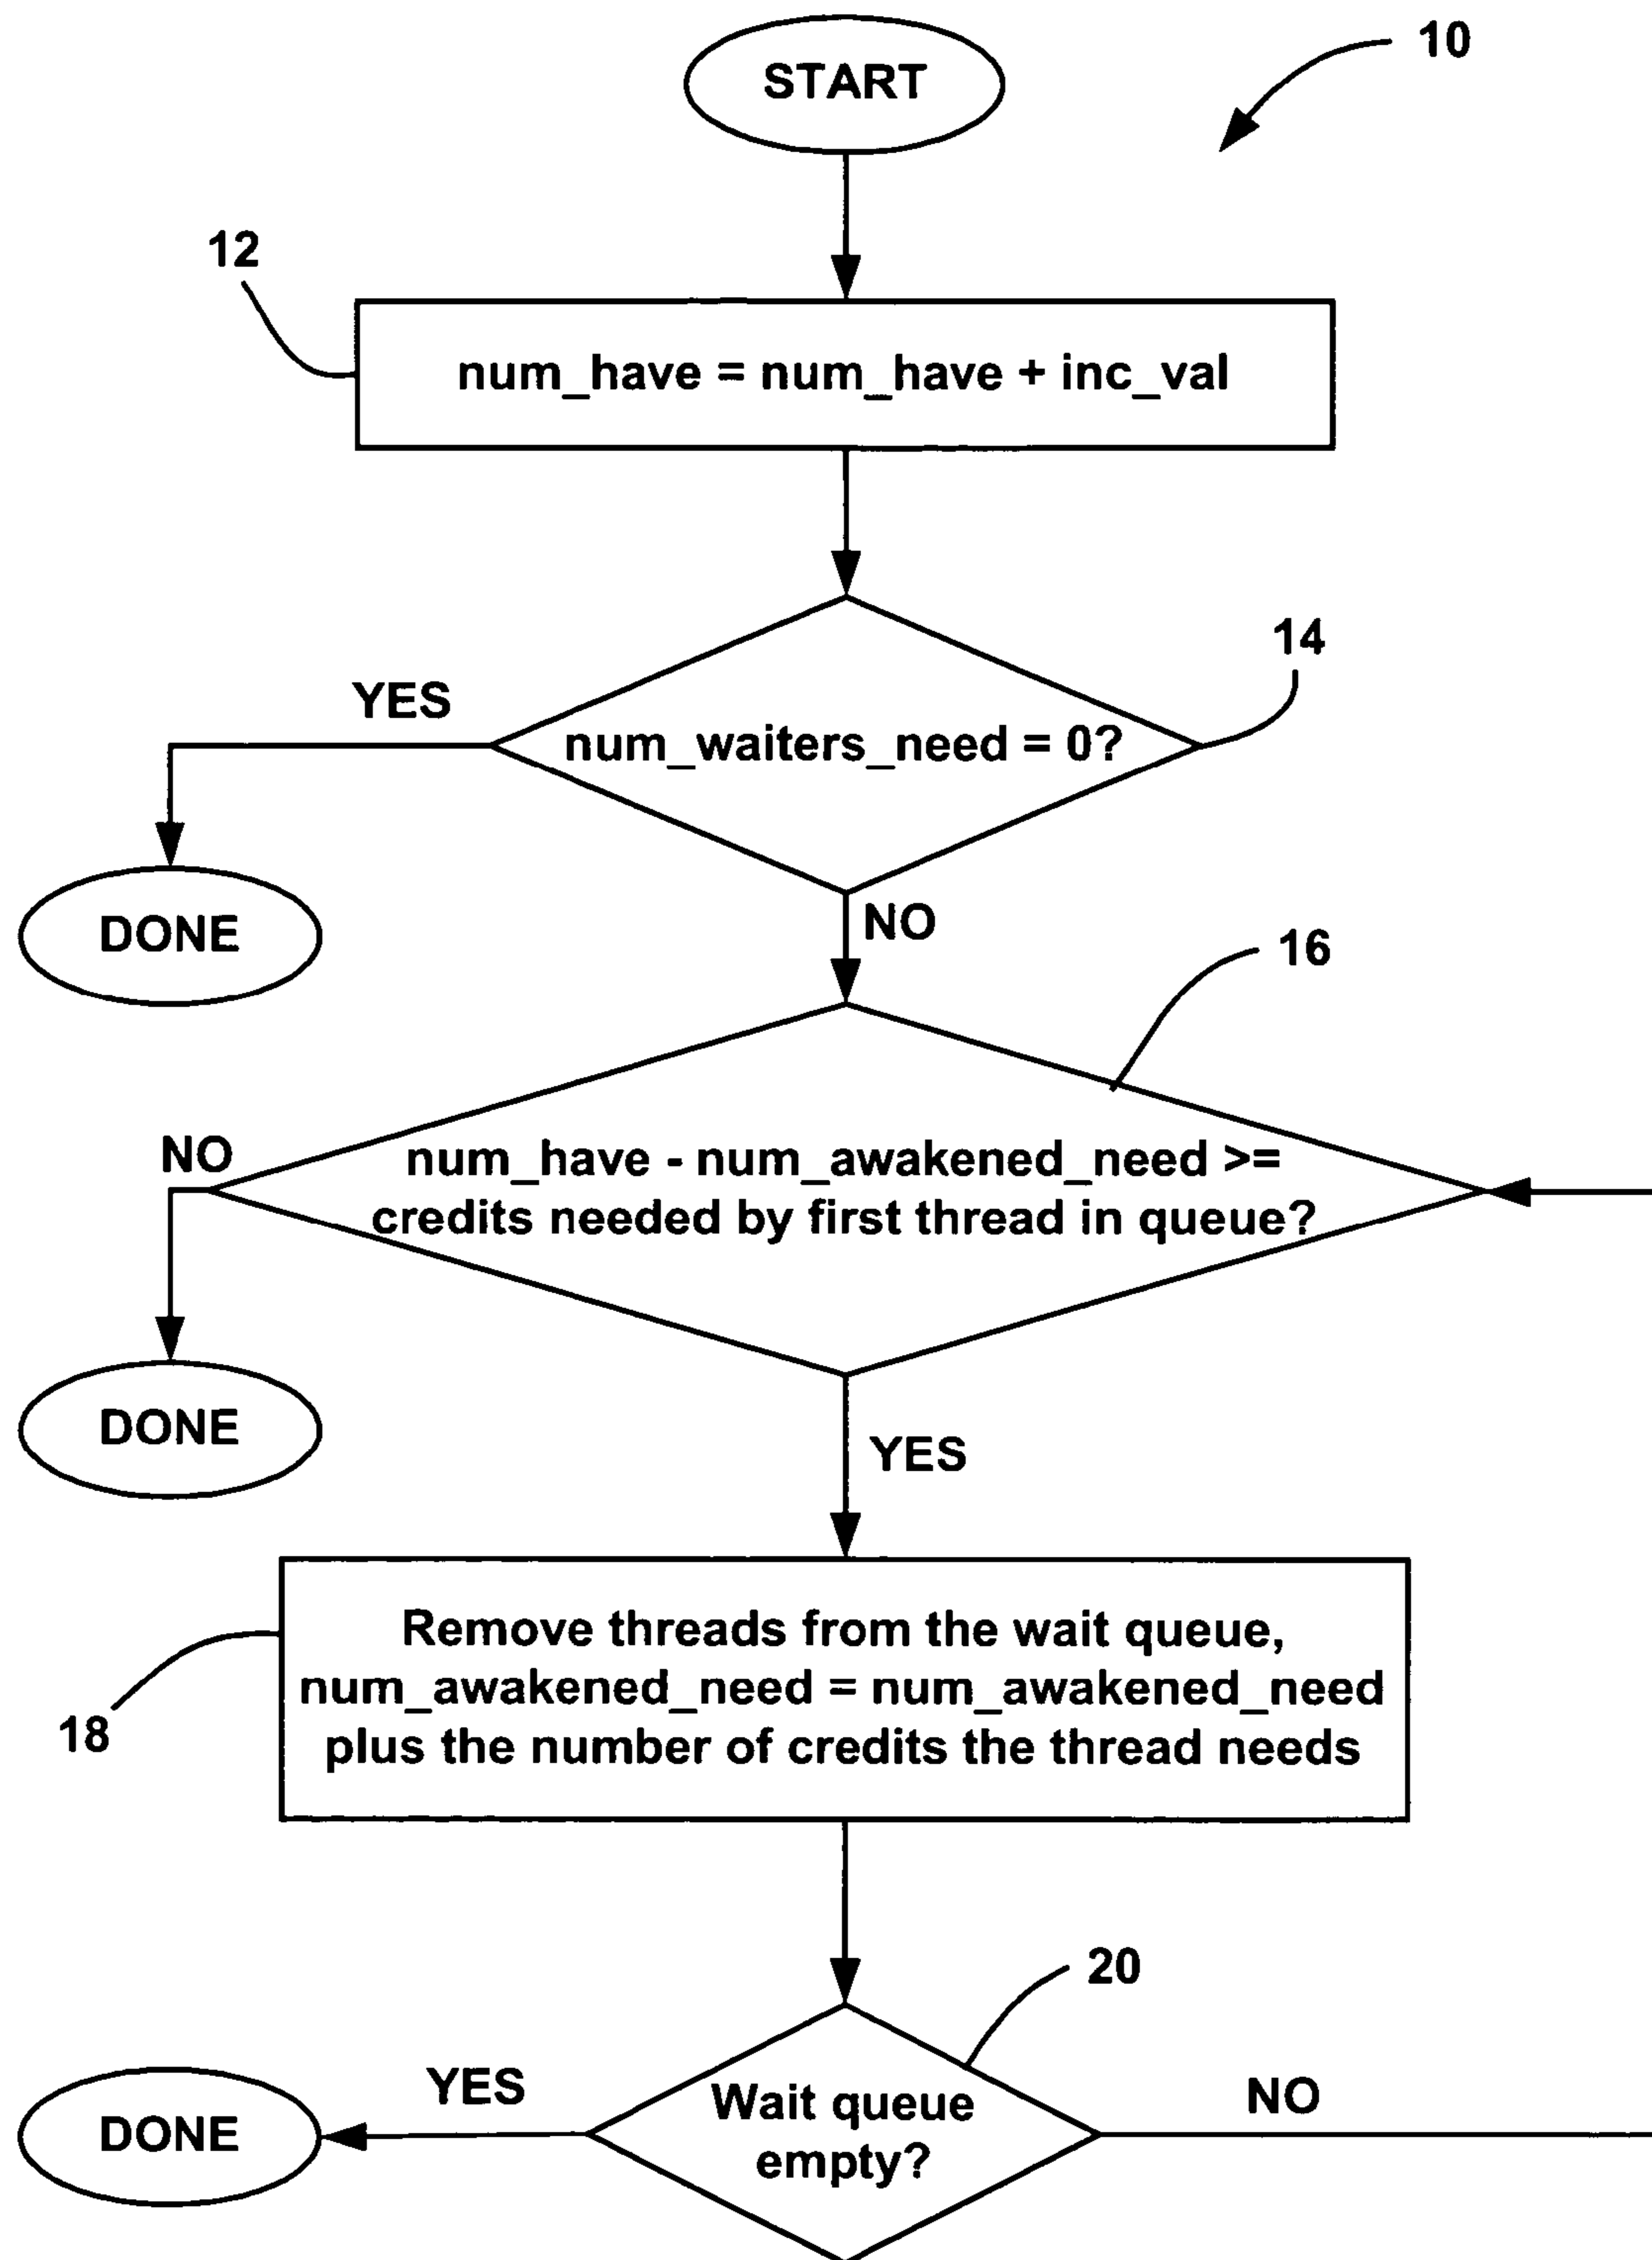 START
10
12
num_have = num_have + inc_val
14
YES
num_waiters_need = 0?
DONE
NO
16
NO
num_have - num_awakened_need >=
credits needed by first thread in queue?
DONE
YES
Remove threads from the wait queue,
num_awakened_need = num_awakened_need
plus the number of credits the thread needs
18
20
YES
NO
Wait queue
empty?
DONE